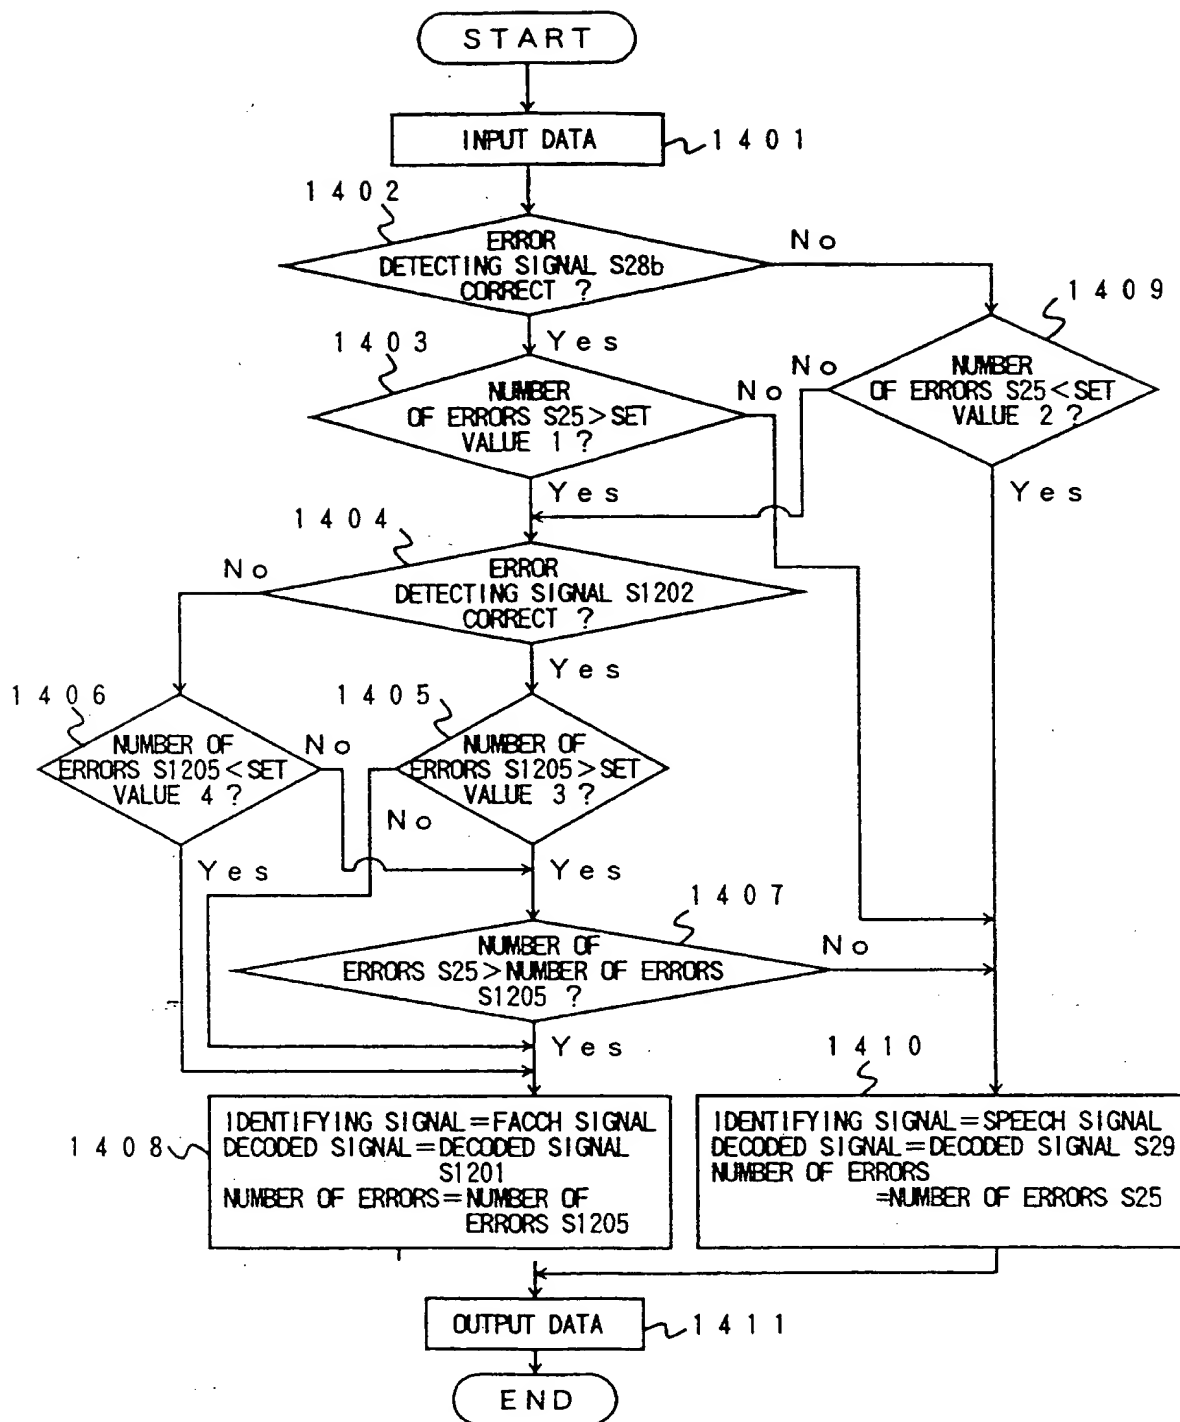 START
INPUT DATA
1401
1402
ERROR
DETECTING SIGNAL S28b
CORRECT ?
No
Yes
1409
NUMBER
OF ERRORS S25<SET
VALUE 2 ?
No
Yes
1403
NUMBER
OF ERRORS S25>SET
VALUE 1 ?
No
Yes
1404
ERROR
DETECTING SIGNAL S1202
CORRECT ?
No
Yes
1406
NUMBER OF
ERRORS S1205<SET
VALUE 4 ?
No
Yes
1405
NUMBER OF
ERRORS S1205>SET
VALUE 3 ?
No
Yes
1407
NUMBER OF
ERRORS S25>NUMBER OF ERRORS
S1205 ?
No
Yes
1408
IDENTIFYING SIGNAL=FACCH SIGNAL
DECODED SIGNAL=DECODED SIGNAL
S1201
NUMBER OF ERRORS=NUMBER OF
ERRORS S1205
1410
IDENTIFYING SIGNAL=SPEECH SIGNAL
DECODED SIGNAL=DECODED SIGNAL S29
NUMBER OF ERRORS
=NUMBER OF ERRORS S25
OUTPUT DATA
1411
END